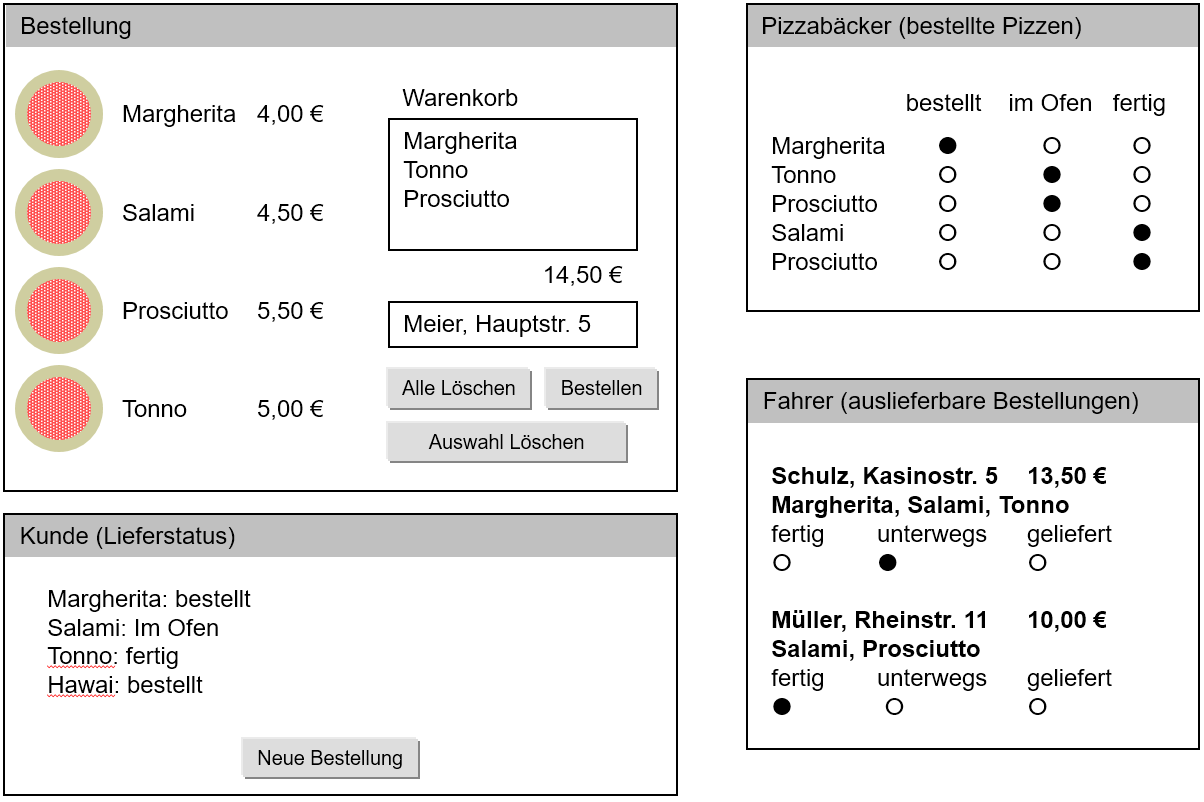 Bestellung
Margherita 4,00 €
Salami 4,50 €
Prosciutto 5,50 €
Tonno 5,00 €
Warenkorb
Margherita
Tonno
Prosciutto
14,50 €
Meier, Hauptstr. 5
Alle Löschen Bestellen
Auswahl Löschen
Kunde (Lieferstatus)
Margherita: bestellt
Salami: Im Ofen
Tonno: fertig
Hawai: bestellt
Neue Bestellung
Pizzabäcker (bestellte Pizzen)
bestellt im Ofen fertig
Margherita
Tonno
Prosciutto
Salami
Prosciutto
Fahrer (auslieferbare Bestellungen)
Schulz, Kasinostr. 5 13,50 €
Margherita, Salami, Tonno
fertig unterwegs geliefert
Müller, Rheinstr. 11 10,00 €
Salami, Prosciutto
fertig unterwegs geliefert